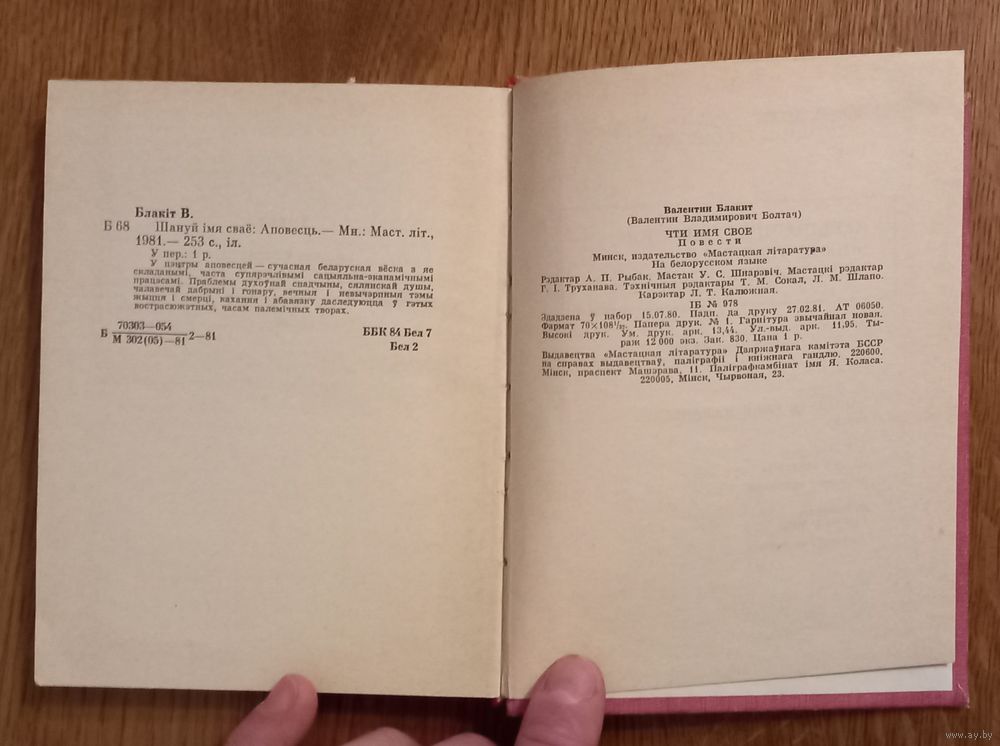 Блакіт В.
Б 68 Шануй імя сваё: Аповесць.— Мн.: Маст. літ.,
1981.— 253 с., іл.
У пер.: 1 р.
У цэнтры аповесцей — сучасная беларуская вёска з яе
складанымі, часта супярэчлівымі сацыяльна-эканамічнымі
працэсамі. Праблемы духоўнай спадчыны, сялянскай душы,
чалавечай дабрыні і гонару, вечныя і невычэрпныя тэмы
жыцця і смерці, кахання і абавязку даследуюцца ў гэтых
вострасюжэтных, часам палемічных творах.
Б 70303—054
М 302(05)—81 2—81
ББК 84 Бел 7
Бел 2
Валентин Блакит
(Валентин Владимирович Болтач)
ЧТИ ИМЯ СВОЕ
Повести
Минск, издательство «Мастацкая літаратура»
На белорусском языке
Рэдактар А. П. Рыбак. Мастак У. С. Шнарэвіч. Мастацкі рэдактар
Г. І. Труханава. Тэхнічныя рэдактары Т. М. Сокал, Л. М. Шлапо.
Карэктар Л. Т. Калюжная.
ІБ № 978
Здадзена ў набор 15.07.80. Падп. да друку 27.02.81. АТ 06050.
Фармат 70×108¹/₃₂. Папера друк. № 1. Гарнітура звычайная новая.
Высокі друк. Ум. друк. арк. 13,44. Ул.-выд. арк. 11,95. Ты-
раж 12 000 экз. Зак. 830. Цана 1 р.
Выдавецтва «Мастацкая літаратура» Дзяржаўнага камітэта БССР
па справах выдавецтваў, паліграфіі і кніжнага гандлю. 220600,
Мінск, праспект Машэрава, 11. Паліграфкамбінат імя Я. Коласа.
220005, Мінск, Чырвоная, 23.
www.ay.by